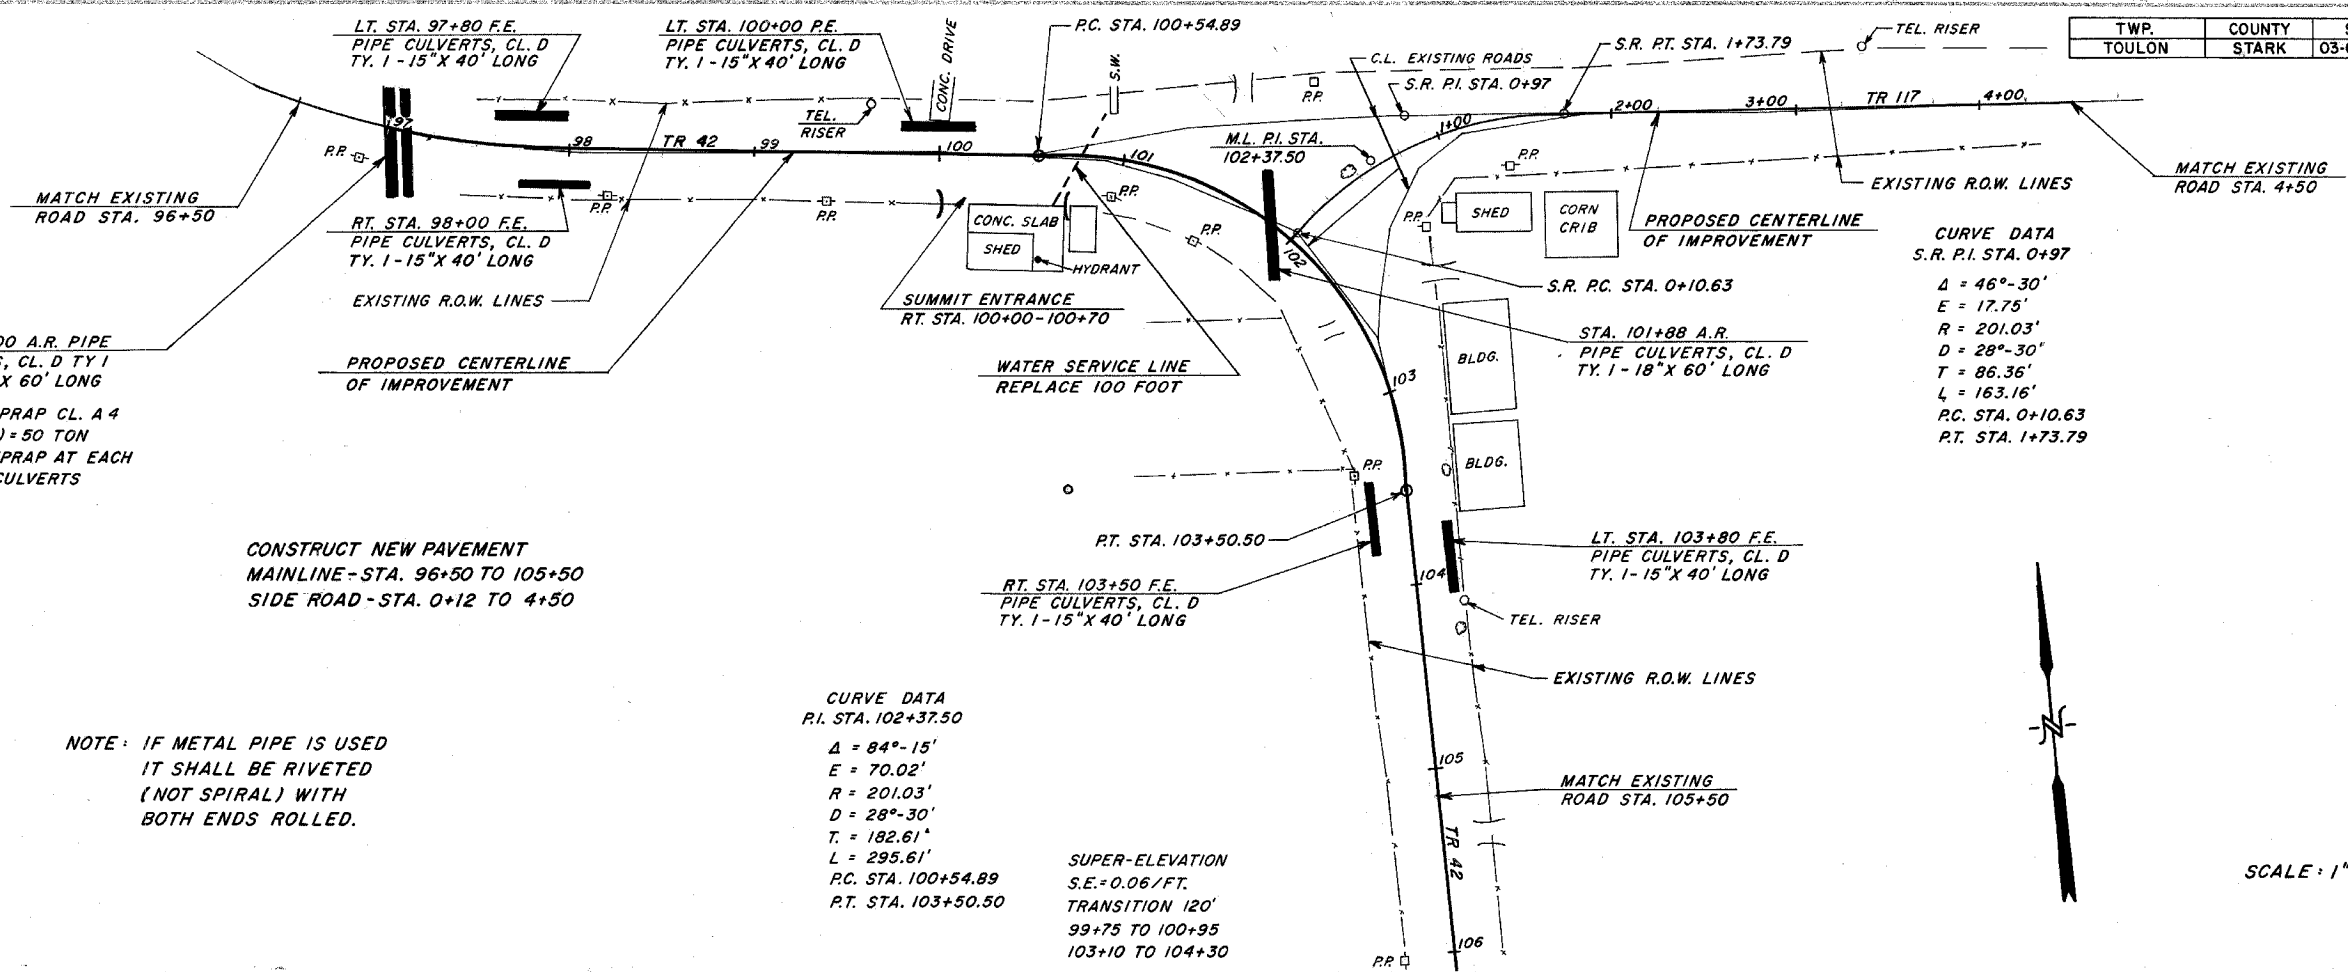 LT. STA. 97+80 F.E.
PIPE CULVERTS, CL. D
TY. 1 - 15" X 40' LONG
LT. STA. 100+00 P.E.
PIPE CULVERTS, CL. D
TY. 1 - 15" X 40' LONG
CONC. DRIVE
P.C. STA. 100+54.89
S.W.
C.L. EXISTING ROADS
S.R. P.T. STA. 1+73.79
TEL. RISER
TWP. COUNTY
TOULON STARK
S.R. P.I. STA. 0+97
P.P.
TEL.
RISER
M.L. P.I. STA.
102+37.50
1+00
2+00
3+00
TR 117
4+00
197
98
TR 42
99
100
101
P.P.
P.P.
MATCH EXISTING
ROAD STA. 96+50
MATCH EXISTING
ROAD STA. 4+50
EXISTING R.O.W. LINES
P.P.
P.P.
P.P.
P.P.
P.P.
RT. STA. 98+00 F.E.
PIPE CULVERTS, CL. D
TY. 1 - 15" X 40' LONG
CONC. SLAB
SHED
HYDRANT
102
SHED
CORN
CRIB
PROPOSED CENTERLINE
OF IMPROVEMENT
CURVE DATA
S.R. P.I. STA. 0+97
Δ = 46°-30'
E = 17.75'
R = 201.03'
D = 28°-30"
T = 86.36'
L = 163.16'
P.C. STA. 0+10.63
P.T. STA. 1+73.79
EXISTING R.O.W. LINES
SUMMIT ENTRANCE
RT. STA. 100+00-100+70
S.R. P.C. STA. 0+10.63
STA. 101+88 A.R.
PIPE CULVERTS, CL. D
TY. 1 - 18" X 60' LONG
A.R. PIPE
CL. D TY 1
X 60' LONG
PROPOSED CENTERLINE
OF IMPROVEMENT
WATER SERVICE LINE
REPLACE 100 FOOT
BLDG.
103
CL. A 4
= 50 TON
AT EACH
BLDG.
P.P.
P.T. STA. 103+50.50
CONSTRUCT NEW PAVEMENT
MAINLINE - STA. 96+50 TO 105+50
SIDE ROAD - STA. 0+12 TO 4+50
LT. STA. 103+80 F.E.
PIPE CULVERTS, CL. D
TY. 1 - 15" X 40' LONG
RT. STA. 103+50 F.E.
PIPE CULVERTS, CL. D
TY. 1 - 15" X 40' LONG
104
TEL. RISER
EXISTING R.O.W. LINES
N
CURVE DATA
P.I. STA. 102+37.50
Δ = 84°-15'
E = 70.02'
R = 201.03'
D = 28°-30'
T. = 182.61'
L = 295.61'
P.C. STA. 100+54.89
P.T. STA. 103+50.50
NOTE: IF METAL PIPE IS USED
IT SHALL BE RIVETED
(NOT SPIRAL) WITH
BOTH ENDS ROLLED.
105
MATCH EXISTING
ROAD STA. 105+50
TR 42
SUPER-ELEVATION
S.E.=0.06/FT.
TRANSITION 120'
99+75 TO 100+95
103+10 TO 104+30
SCALE: 1"
106
P.P.